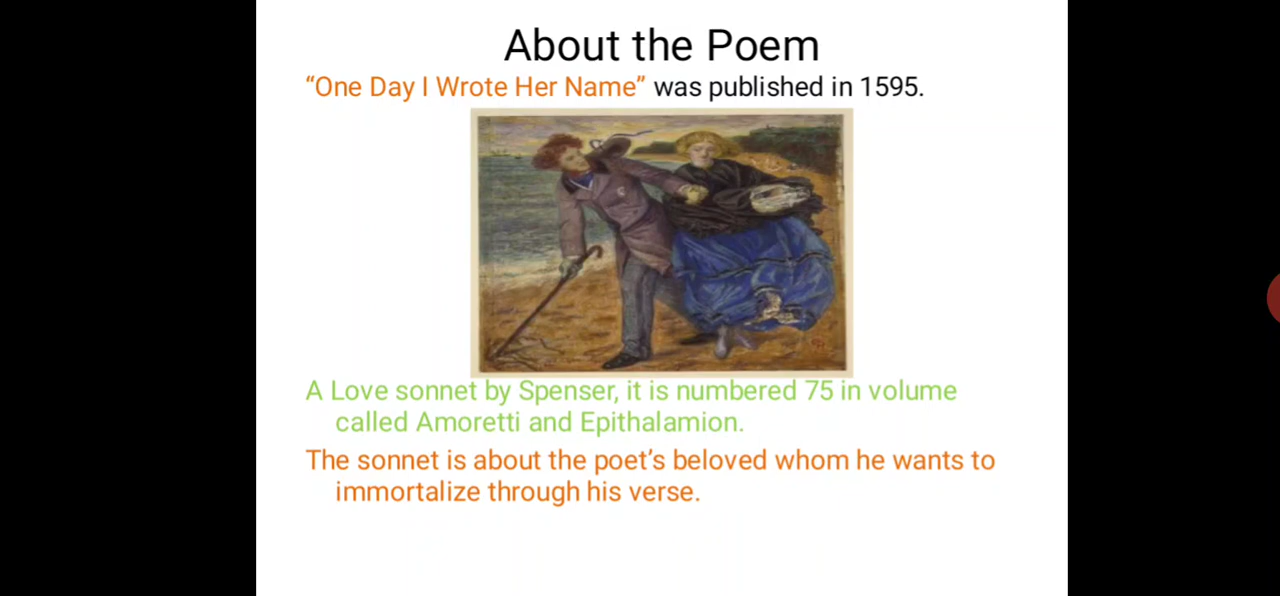 About the Poem
“One Day I Wrote Her Name” was published in 1595.
A Love sonnet by Spenser, it is numbered 75 in volume
called Amoretti and Epithalamion.
The sonnet is about the poet’s beloved whom he wants to
immortalize through his verse.